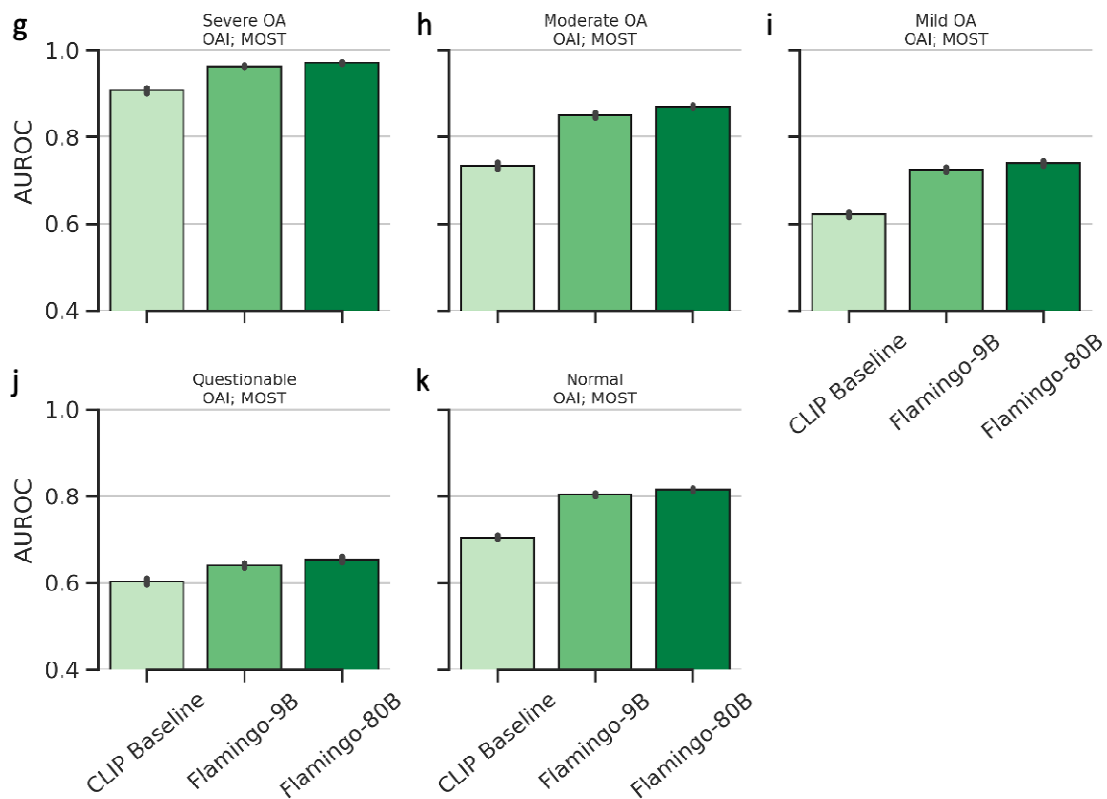 g
Severe OA
OAI; MOST
h
Moderate OA
OAI; MOST
i
Mild OA
OAI; MOST
AUROC
1.0
0.8
0.6
0.4
CLIP Baseline
Flamingo-9B
Flamingo-80B
j
Questionable
OAI; MOST
k
Normal
OAI; MOST
AUROC
1.0
0.8
0.6
0.4
CLIP Baseline
Flamingo-9B
Flamingo-80B
CLIP Baseline
Flamingo-9B
Flamingo-80B